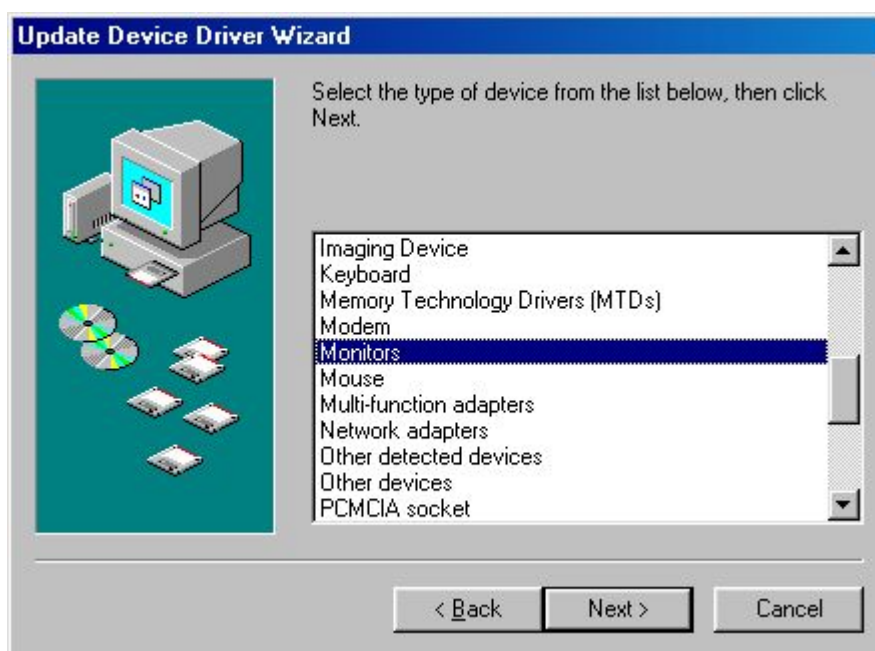 Update Device Driver Wizard
Select the type of device from the list below, then click
Next.
Imaging Device
Keyboard
Memory Technology Drivers (MTDs)
Modem
Monitors
Mouse
Multi-function adapters
Network adapters
Other detected devices
Other devices
PCMCIA socket
< Back
Next >
Cancel